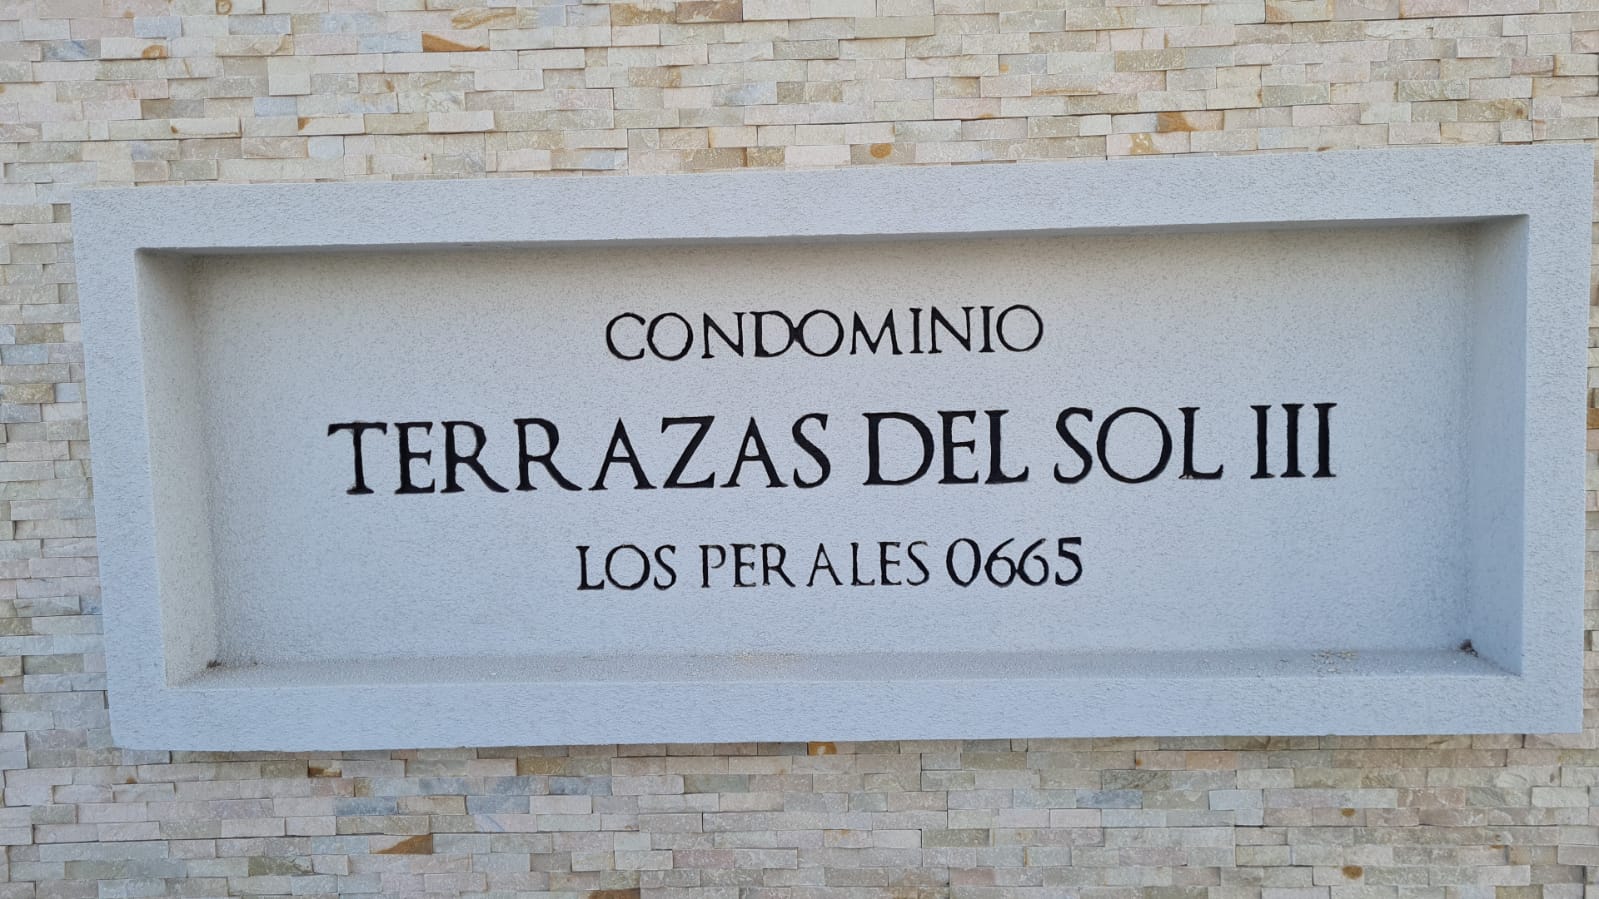 CONDOMINIO
TERRAZAS DEL SOL III
LOS PERALES 0665